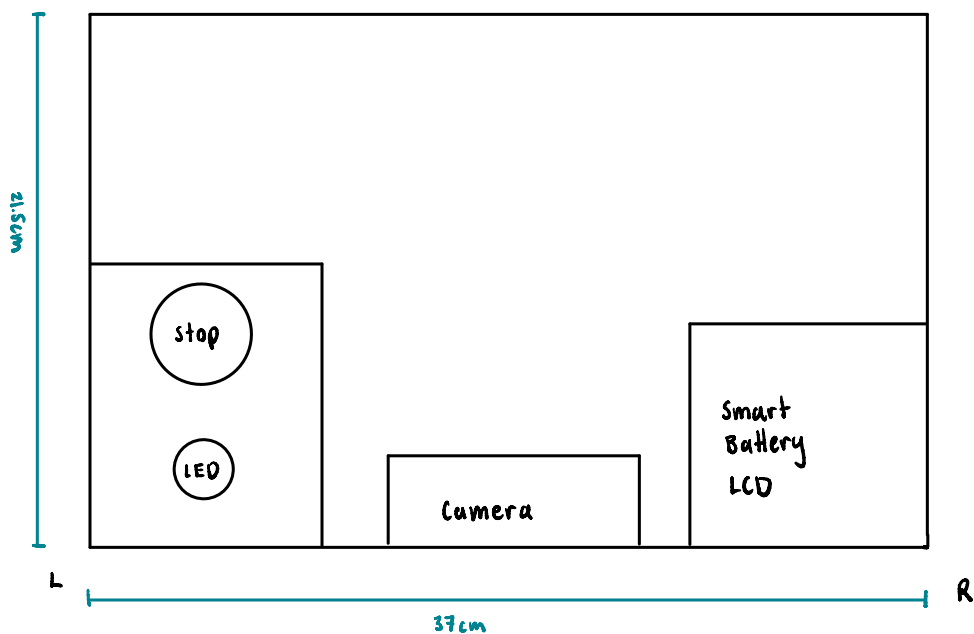 21.5cm
Stop
LED
Camera
Smart
Battery
LCD
L
R
37cm